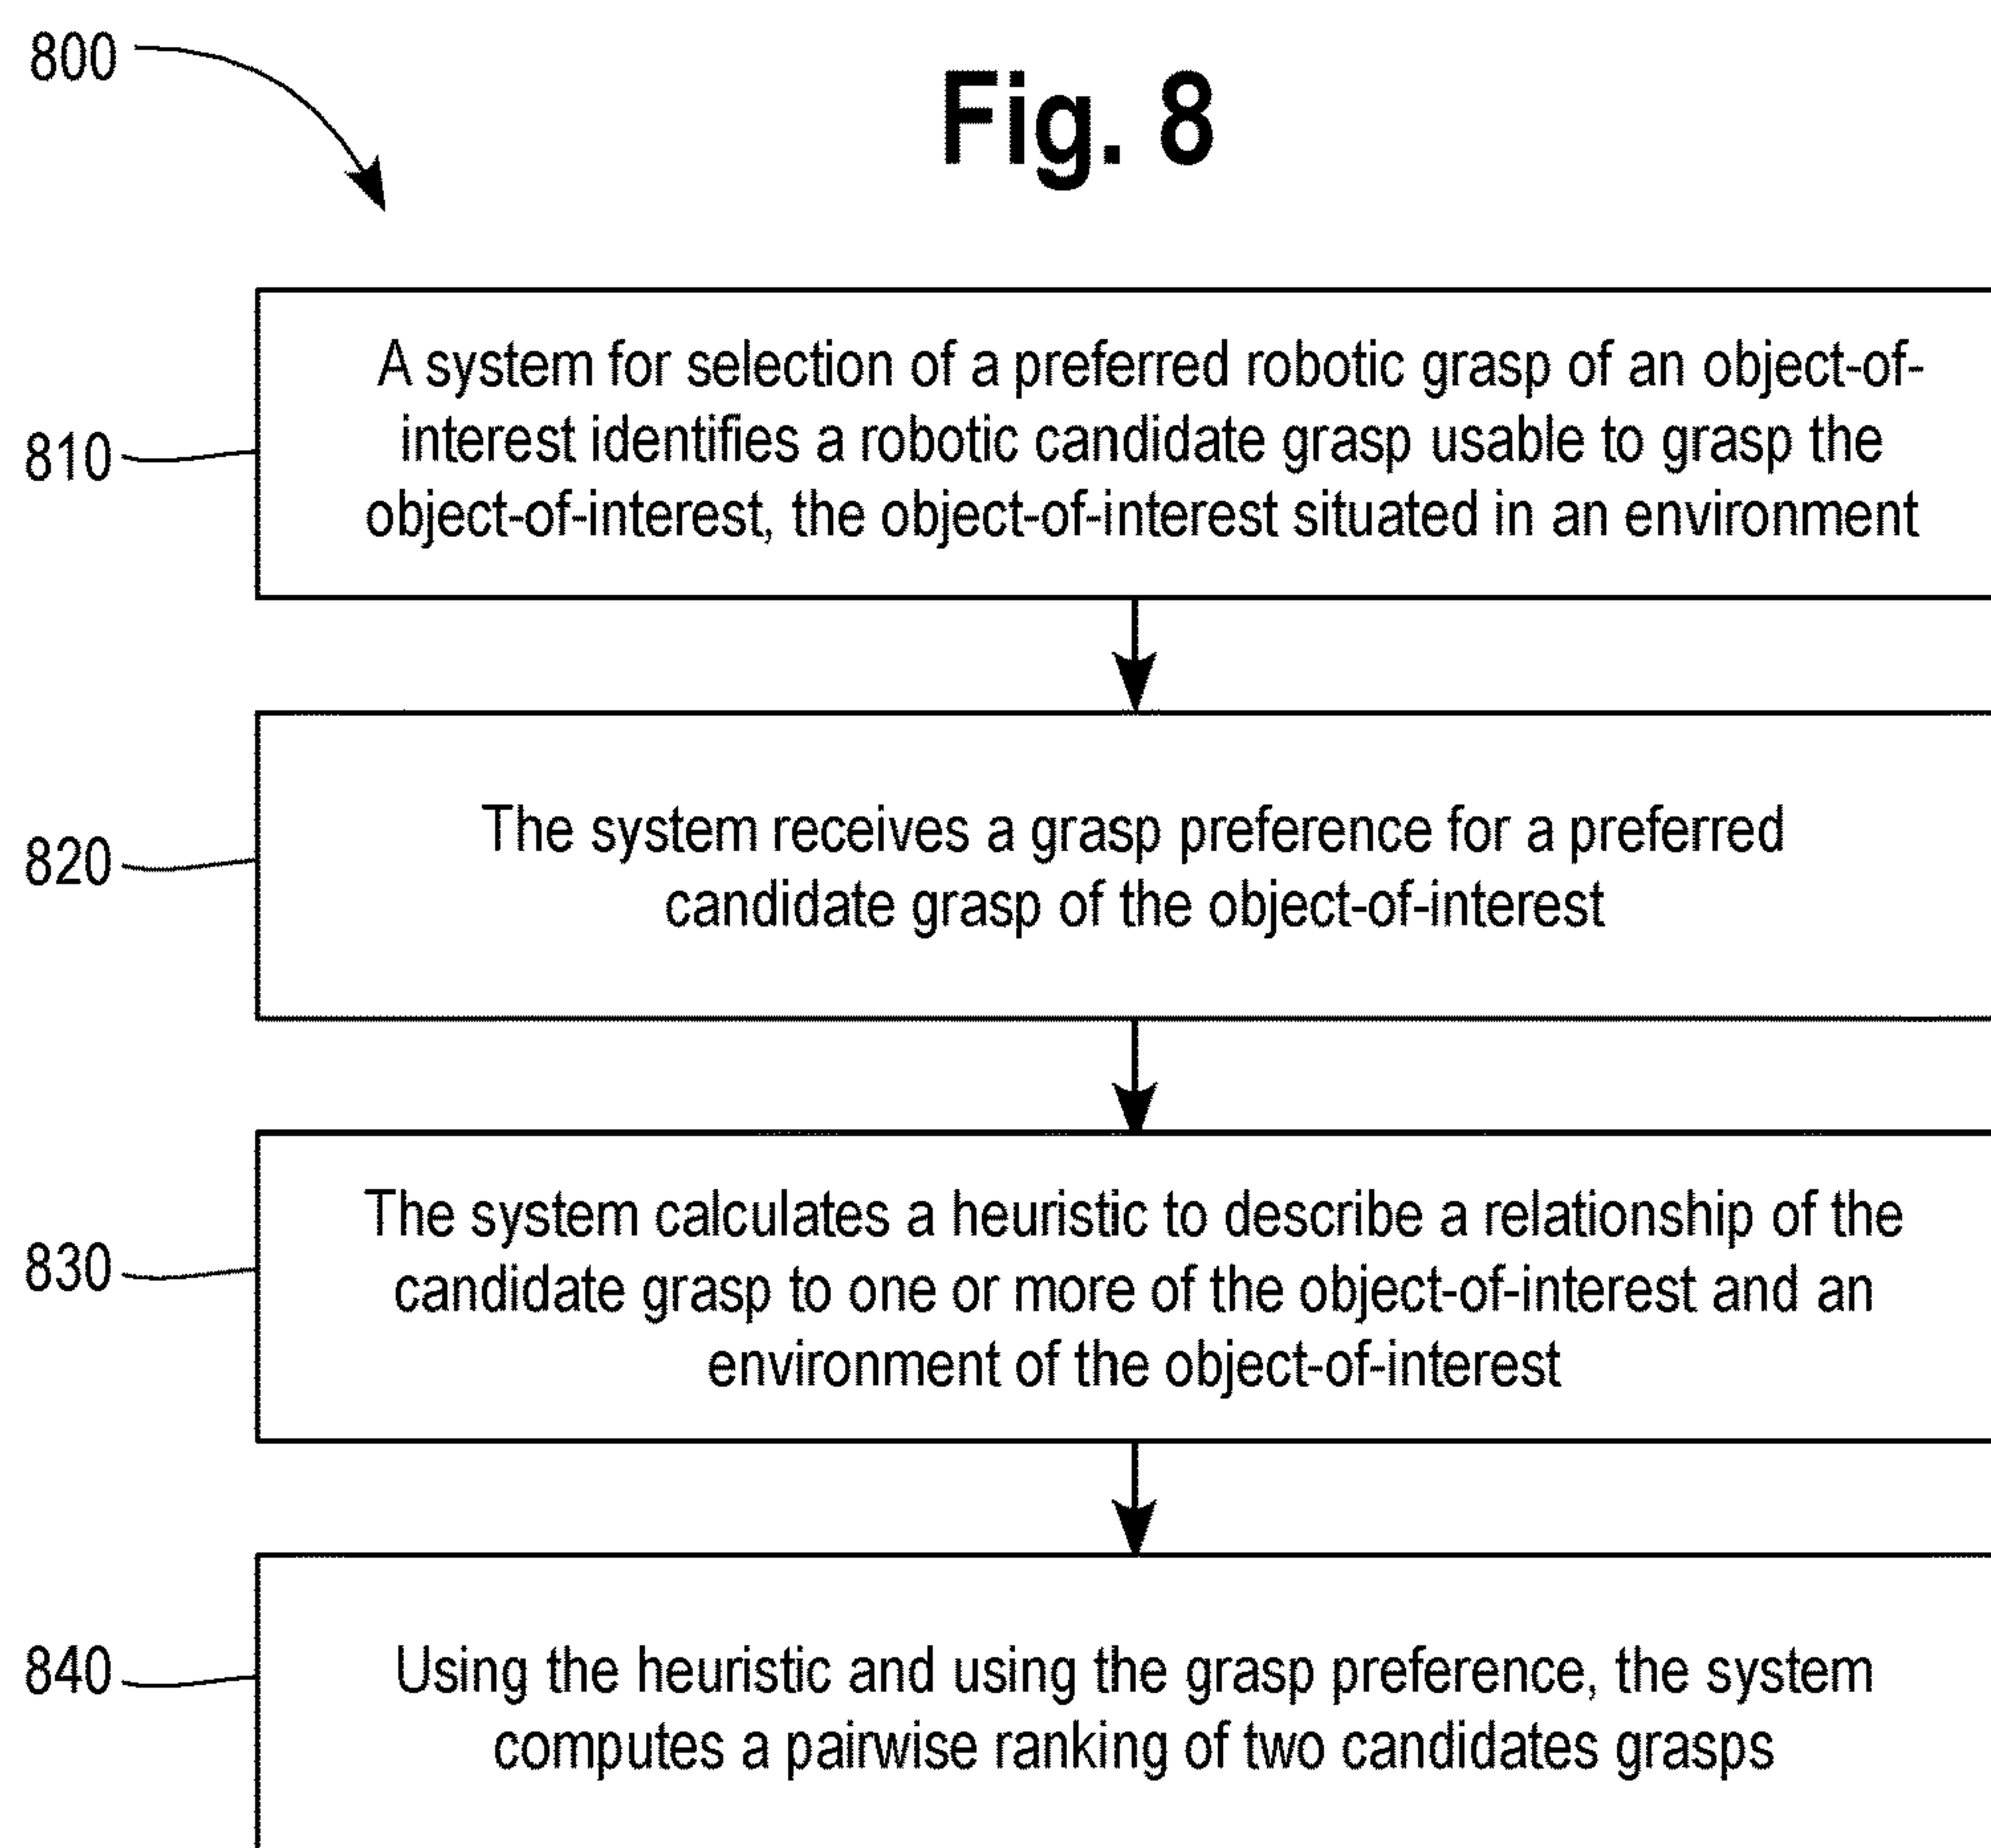 800
Fig. 8
810
A system for selection of a preferred robotic grasp of an object-of-
interest identifies a robotic candidate grasp usable to grasp the
object-of-interest, the object-of-interest situated in an environment
820
The system receives a grasp preference for a preferred
candidate grasp of the object-of-interest
830
The system calculates a heuristic to describe a relationship of the
candidate grasp to one or more of the object-of-interest and an
environment of the object-of-interest
840
Using the heuristic and using the grasp preference, the system
computes a pairwise ranking of two candidates grasps